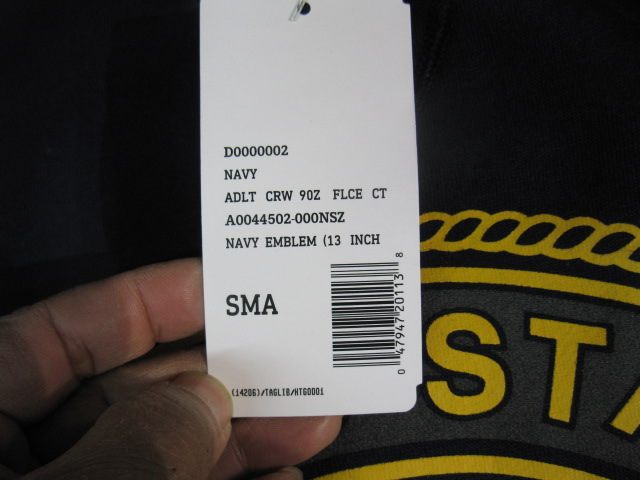 D0000002
NAVY
ADLT CRW 90Z FLCE CT
A0044502-000NSZ
NAVY EMBLEM (13 INCH
SMA
0 47947 20113 8
(14206)/TAGLIB/HTG0001
STA